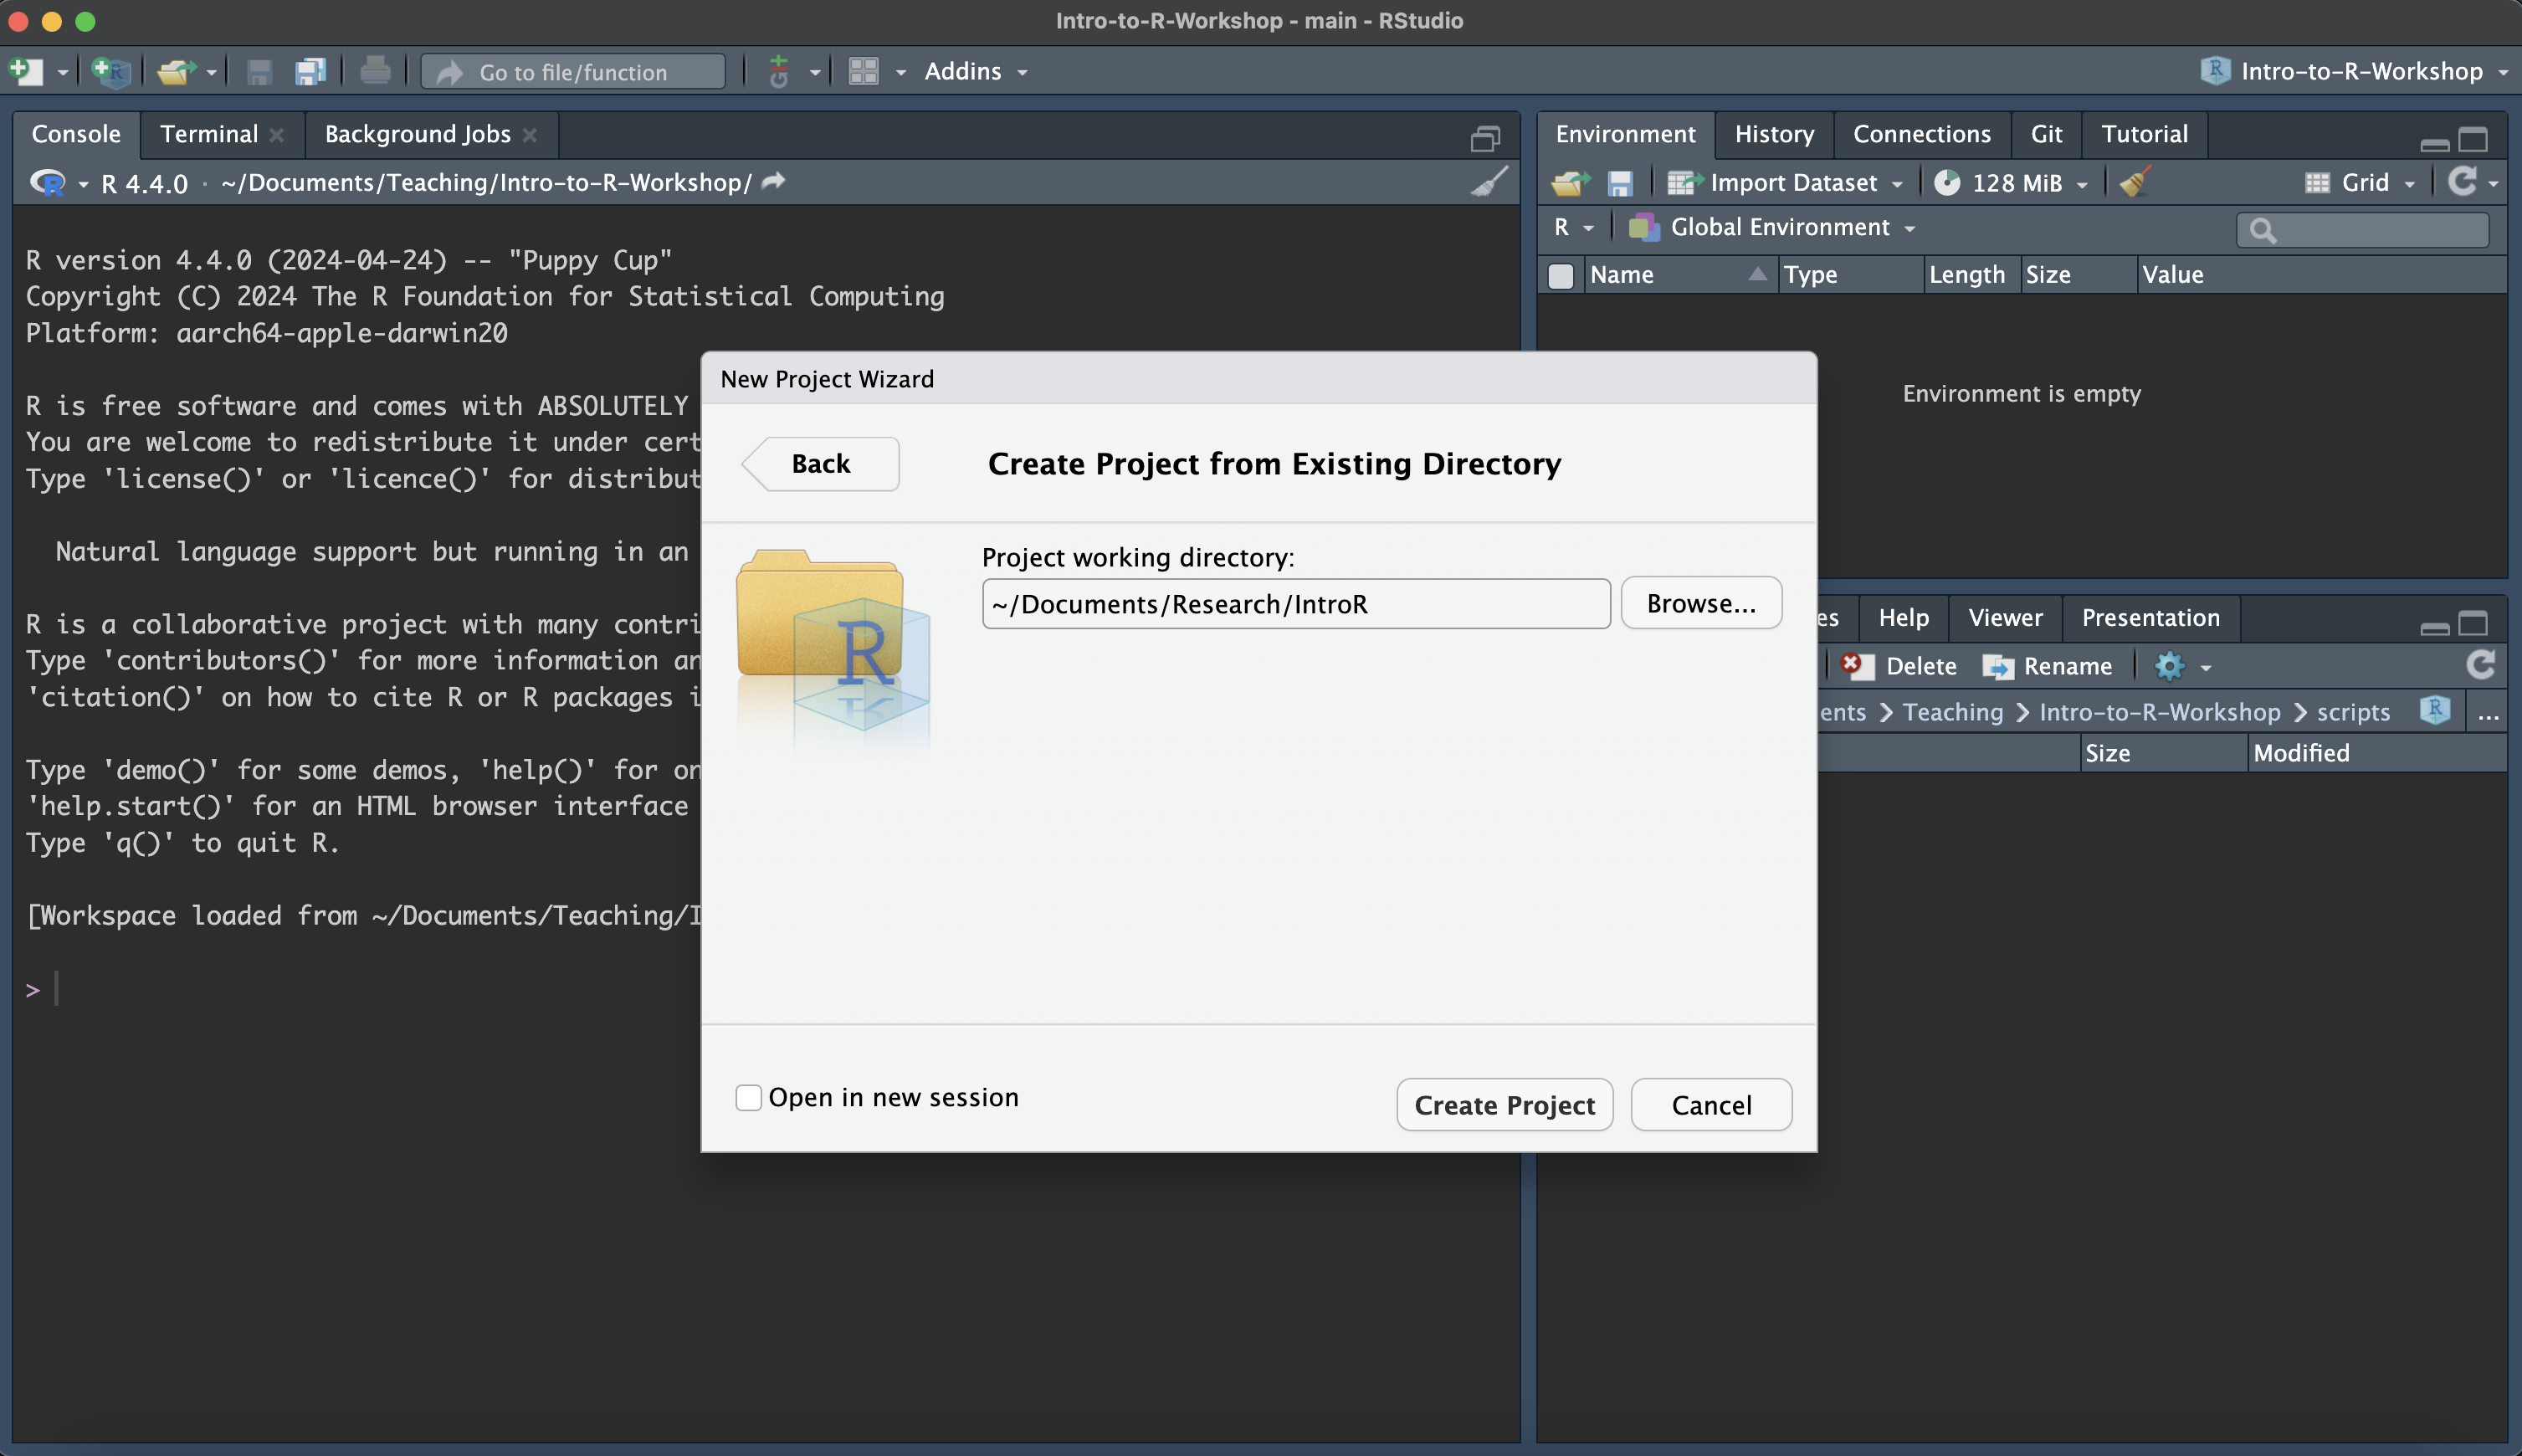 Intro-to-R-Workshop - main - RStudio
Go to file/function
Addins
Intro-to-R-Workshop
Console Terminal Background Jobs
R 4.4.0 · ~/Documents/Teaching/Intro-to-R-Workshop/
R version 4.4.0 (2024-04-24) -- "Puppy Cup"
Copyright (C) 2024 The R Foundation for Statistical Computing
Platform: aarch64-apple-darwin20
R is free software and comes with ABSOLUTELY
You are welcome to redistribute it under cert
Type 'license()' or 'licence()' for distribut
Natural language support but running in an
R is a collaborative project with many contri
Type 'contributors()' for more information an
'citation()' on how to cite R or R packages i
Type 'demo()' for some demos, 'help()' for on
'help.start()' for an HTML browser interface
Type 'q()' to quit R.
[Workspace loaded from ~/Documents/Teaching/I
>
Environment History Connections Git Tutorial
Import Dataset 128 MiB Grid
R Global Environment
Name Type Length Size Value
Environment is empty
es Help Viewer Presentation
Delete Rename
ents Teaching Intro-to-R-Workshop scripts ...
Size Modified
New Project Wizard
Back
Create Project from Existing Directory
Project working directory:
~/Documents/Research/IntroR
Browse...
R
Open in new session
Create Project
Cancel